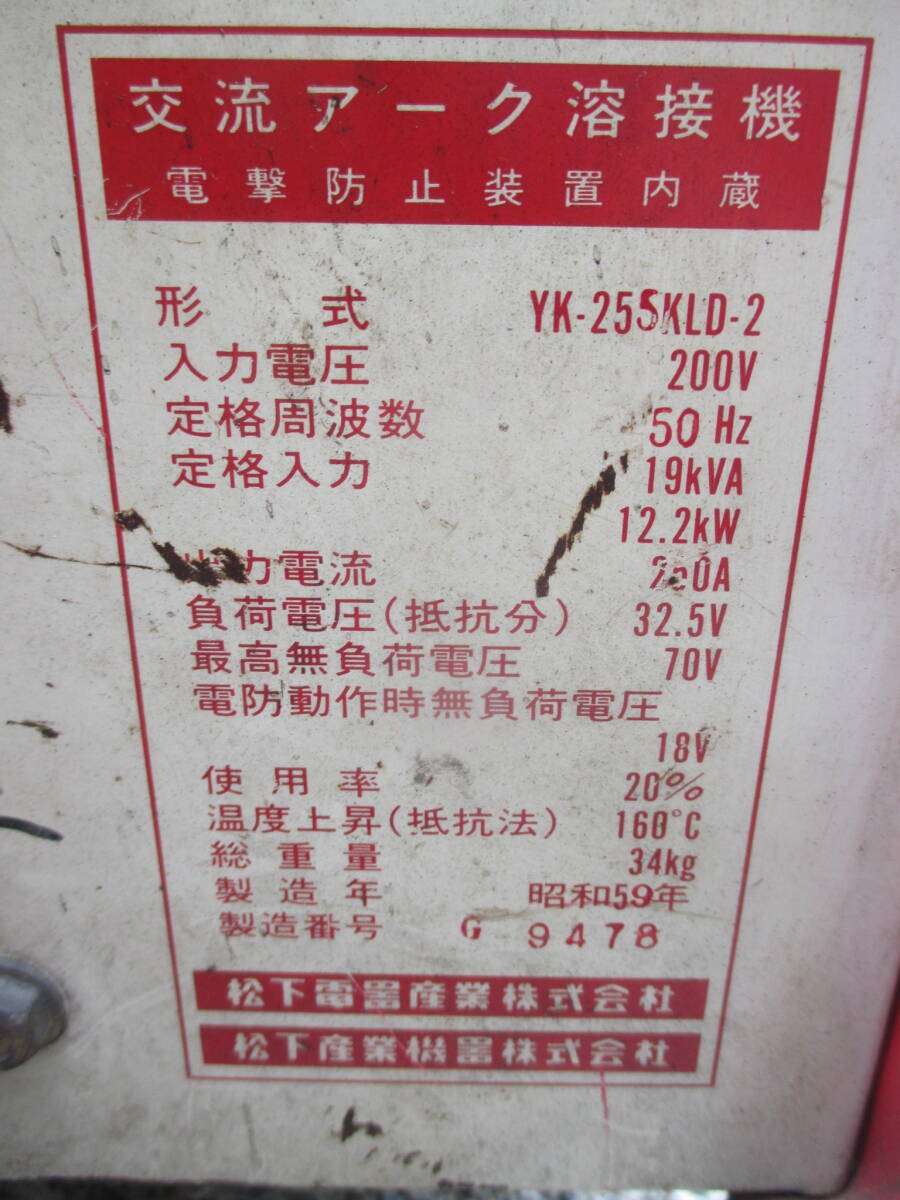 交流アーク溶接機
電撃防止装置内蔵
形 式 YK-255KLD-2
入力電圧 200V
定格周波数 50 Hz
定格入力 19kVA
12.2kW
出力電流
負荷電圧(抵抗分) 32.5V
最高無負荷電圧 70V
電防動作時無負荷電圧
18V
使用率 20%
温度上昇(抵抗法) 160°C
総重量 34kg
製造年 昭和59年
製造番号 G 9478
松下電器産業株式会社
松下産業機器株式会社